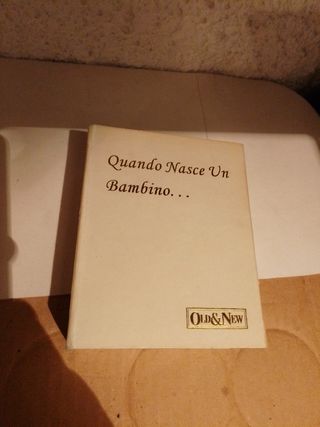 Quando Nasce Un
Bambino...
OLD&NEW